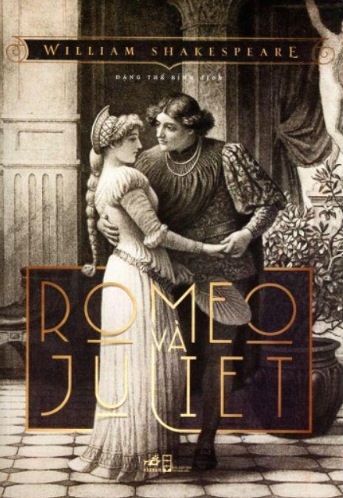 WILLIAM SHAKESPEARE
ĐẶNG THẾ BÍNH dịch
ROMEO
VÀ
JULIET